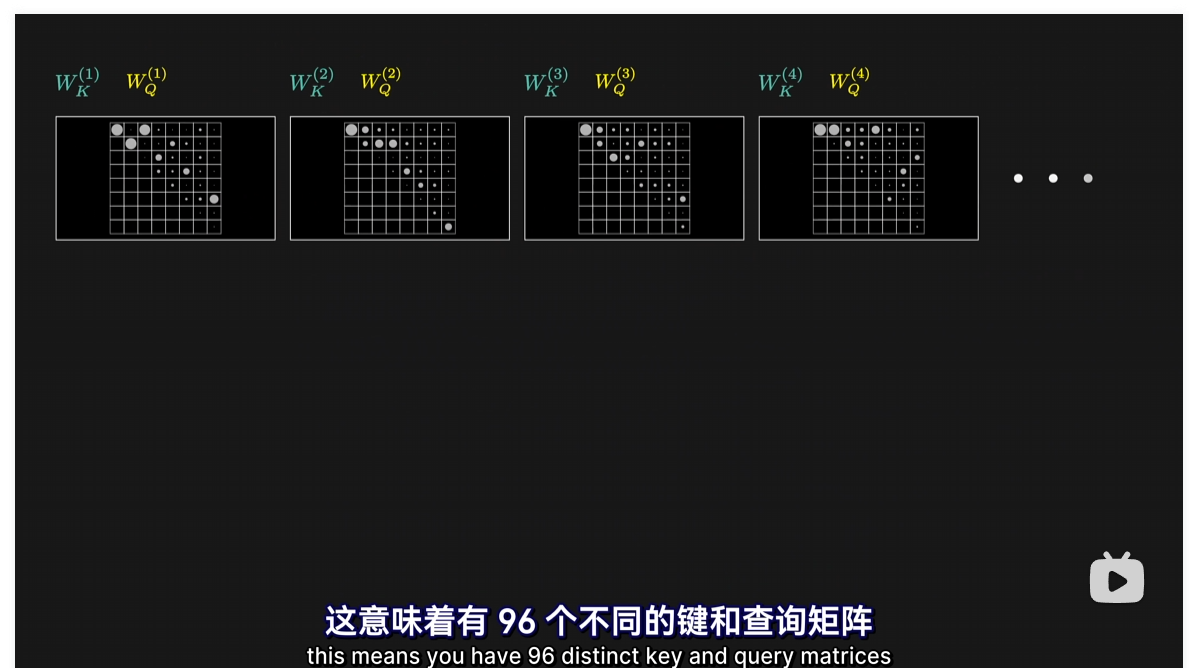 W_K^{(1)} W_Q^{(1)} W_K^{(2)} W_Q^{(2)} W_K^{(3)} W_Q^{(3)} W_K^{(4)} W_Q^{(4)}
这意味着有 96 个不同的键和查询矩阵
this means you have 96 distinct key and query matrices